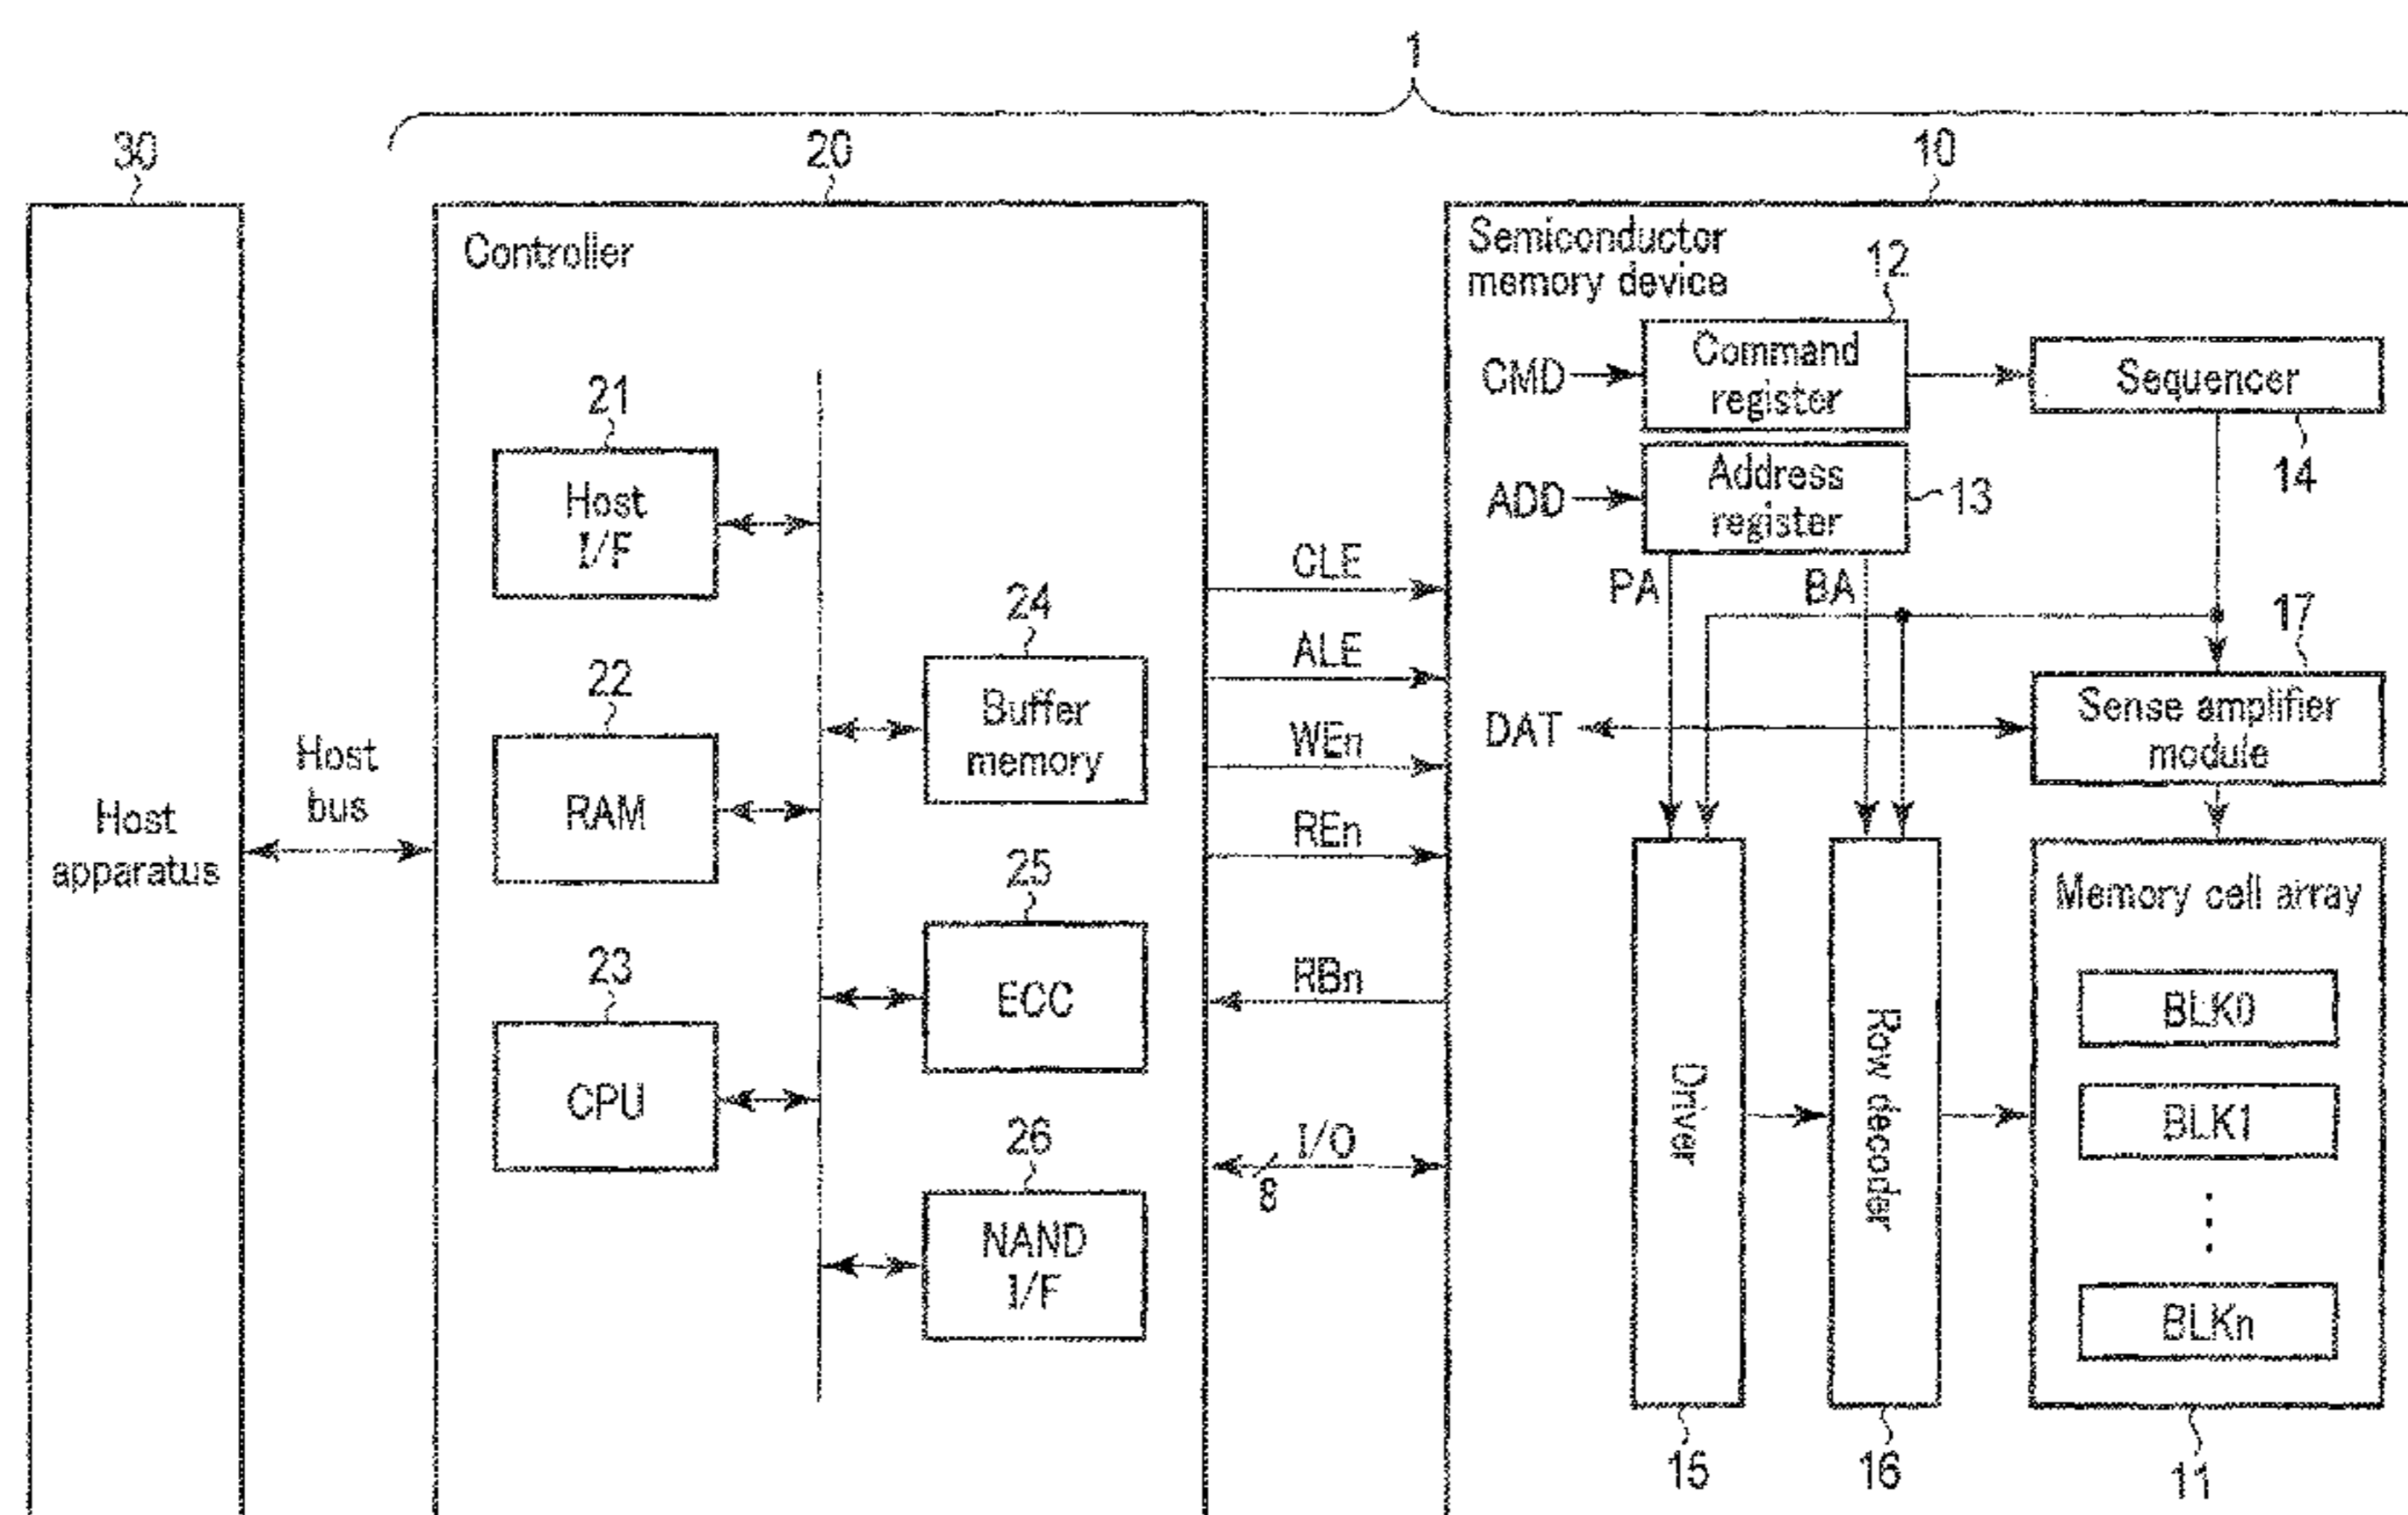 1
30
20
10
Controller
Semiconductor
memory device
12
Command
register
CMD
Sequencer
14
21
Host
I/F
ADD
Address
register
13
CLE
PA
BA
24
17
ALE
Buffer
memory
22
Sense amplifier
module
DAT
WEn
Host
bus
RAM
REn
Host
apparatus
25
Memory cell array
23
ECC
RBn
BLK0
CPU
Driver
Row decoder
BLK1
26
I/O
8
NAND
I/F
BLKn
15
16
11